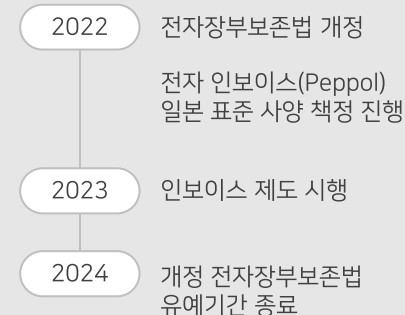 2022
전자장부보존법 개정
전자 인보이스(Peppol)
일본 표준 사양 책정 진행
2023
인보이스 제도 시행
2024
개정 전자장부보존법
유예기간 종료